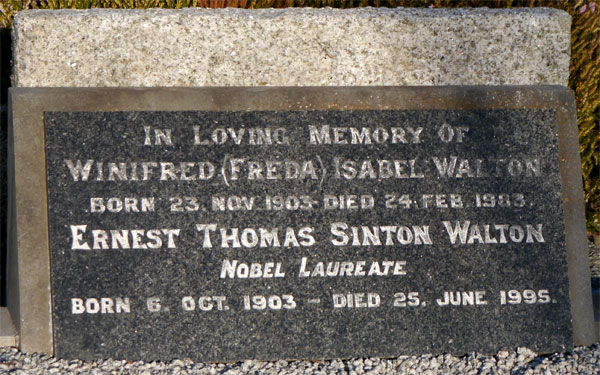 IN LOVING MEMORY OF
WINIFRED (FREDA) ISABEL WALTON
BORN 23. NOV. 1903-DIED 24. FEB. 1983.
ERNEST THOMAS SINTON WALTON
NOBEL LAUREATE
BORN 6. OCT. 1903 – DIED 25. JUNE 1995.